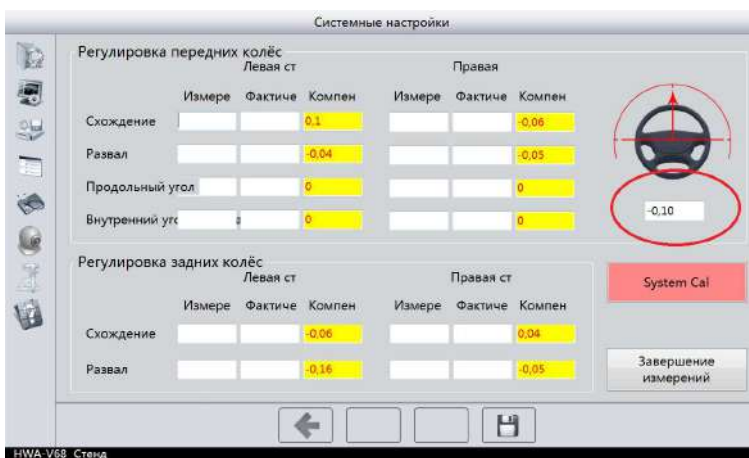 Системные настройки
Регулировка передних колёс
Левая ст Правая
Измере Фактиче Компен Измере Фактиче Компен
Схождение 0,1 -0,06
Развал -0,04 -0,05
Продольный угол 0 0
Внутренний уго 0 0
-0,10
Регулировка задних колёс
Левая ст Правая ст
Измере Фактиче Компен Измере Фактиче Компен
Схождение -0,06 0,04
Развал -0,16 -0,05
System Cal
Завершение
измерений
HWA-V68 Стенд